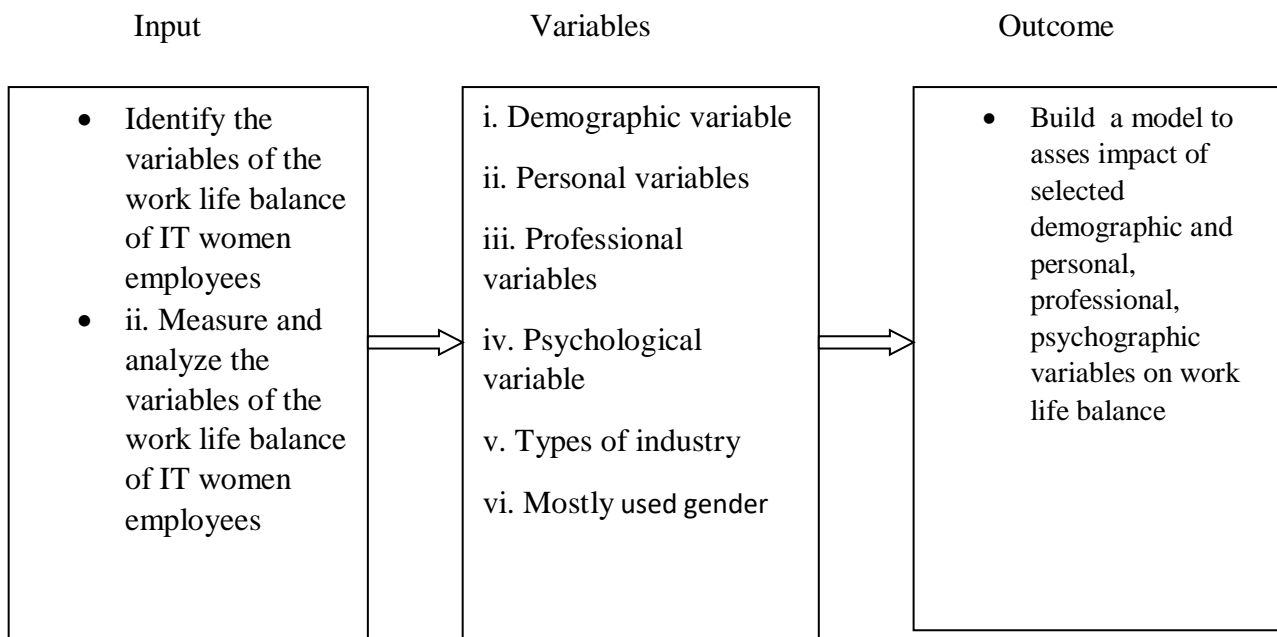 Input
Variables
Outcome
• Identify the
variables of the
work life balance
of IT women
employees
• ii. Measure and
analyze the
variables of the
work life balance
of IT women
employees
i. Demographic variable
ii. Personal variables
iii. Professional
variables
iv. Psychological
variable
v. Types of industry
vi. Mostly used gender
• Build a model to
asses impact of
selected
demographic and
personal,
professional,
psychographic
variables on work
life balance